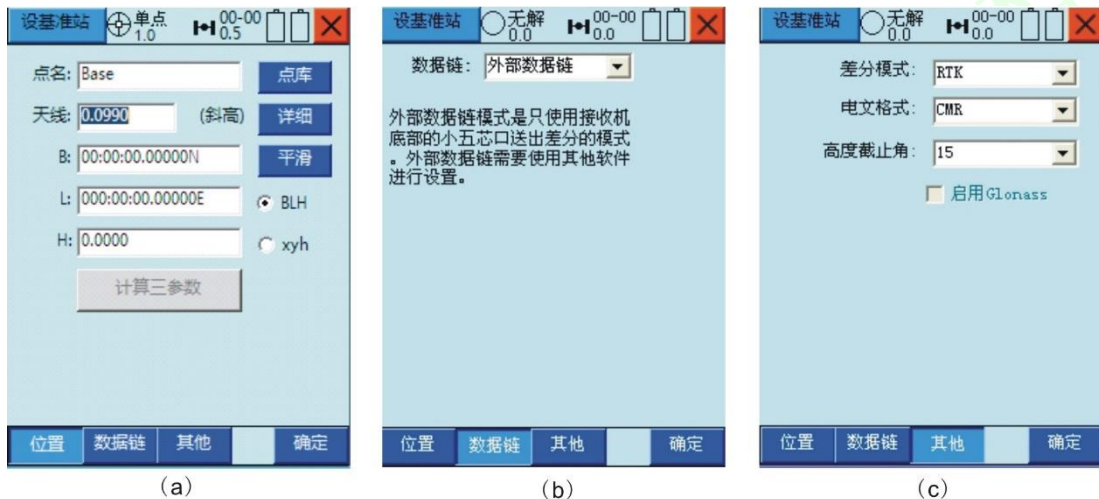 设基准站 单点 1.0 00-00 0.5
点名: Base 点库
天线: 0.0990 (斜高) 详细
B: 00:00:00.00000N 平滑
L: 000:00:00.00000E BLH
H: 0.0000 xyh
计算三参数
位置 数据链 其他 确定
(a)
设基准站 无解 0.0 00-00 0.0
数据链: 外部数据链
外部数据链模式是只使用接收机
底部的小五芯口送出差分的模式
。外部数据链需要使用其他软件
进行设置。
位置 数据链 其他 确定
(b)
设基准站 无解 0.0 00-00 0.0
差分模式: RTK
电文格式: CMR
高度截止角: 15
启用Glonass
位置 数据链 其他 确定
(c)